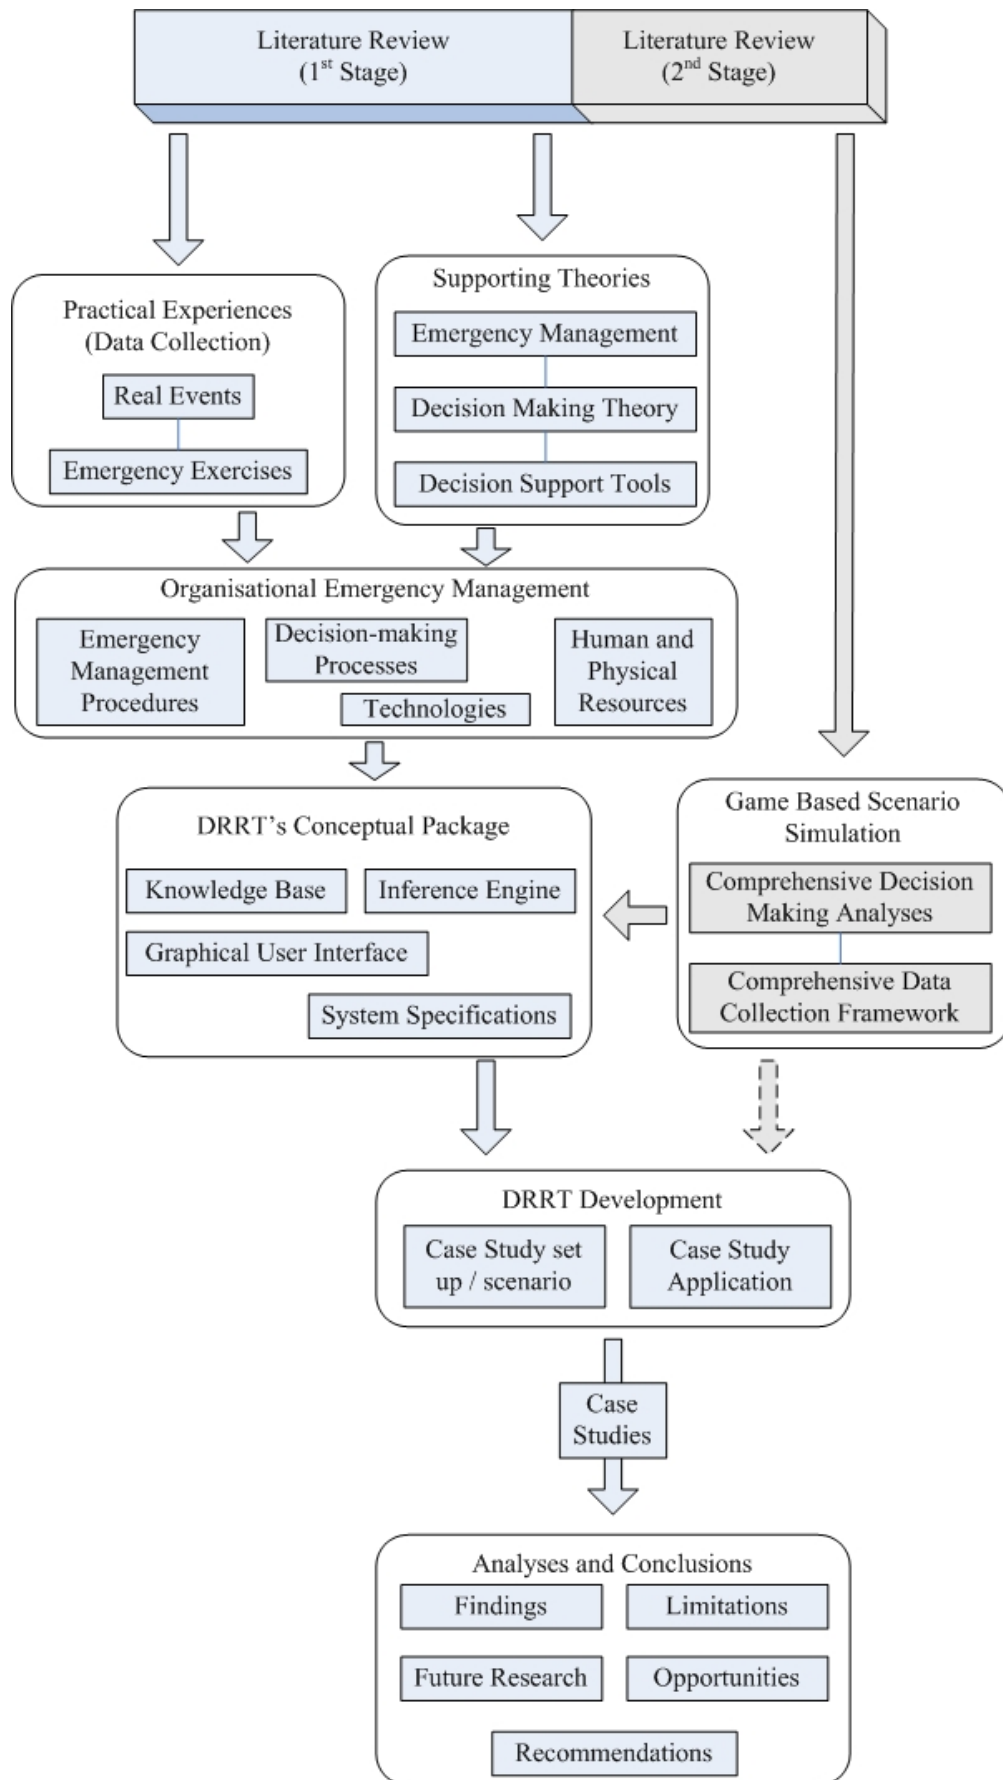 Literature Review
(1st Stage)
Literature Review
(2nd Stage)
Practical Experiences
(Data Collection)
Real Events
Emergency Exercises
Supporting Theories
Emergency Management
Decision Making Theory
Decision Support Tools
Organisational Emergency Management
Emergency
Management
Procedures
Decision-making
Processes
Technologies
Human and
Physical
Resources
DRRT's Conceptual Package
Knowledge Base
Inference Engine
Graphical User Interface
System Specifications
Game Based Scenario
Simulation
Comprehensive Decision
Making Analyses
Comprehensive Data
Collection Framework
DRRT Development
Case Study set
up / scenario
Case Study
Application
Case
Studies
Analyses and Conclusions
Findings
Limitations
Future Research
Opportunities
Recommendations